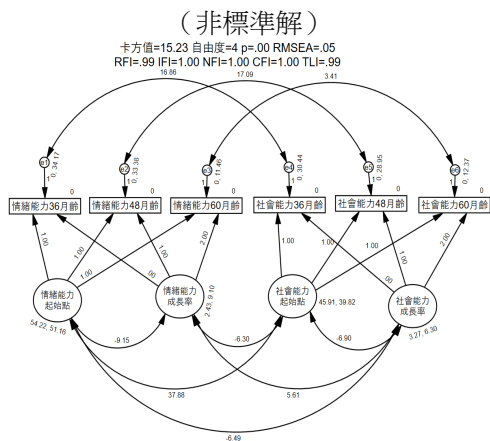 （非標準解）
卡方值=15.23 自由度=4 p=.00 RMSEA=.05
RFI=.99 IFI=1.00 NFI=1.00 CFI=1.00 TLI=.99
16.86
17.09
3.41
e1
e2
e3
e4
e5
e6
0, 34.17
0, 33.38
0, 11.46
0, 30.44
0, 28.95
0, 12.37
1
1
1
1
1
1
0
0
0
0
0
0
情緒能力36月齡
情緒能力48月齡
情緒能力60月齡
社會能力36月齡
社會能力48月齡
社會能力60月齡
1.00
1.00
1.00
.00
1.00
2.00
1.00
1.00
1.00
.00
1.00
2.00
情緒能力
起始點
54.22, 51.16
情緒能力
成長率
2.43, 9.10
社會能力
起始點
45.91, 39.82
社會能力
成長率
3.27, 6.30
-9.15
-6.30
-6.90
37.88
5.61
-6.49